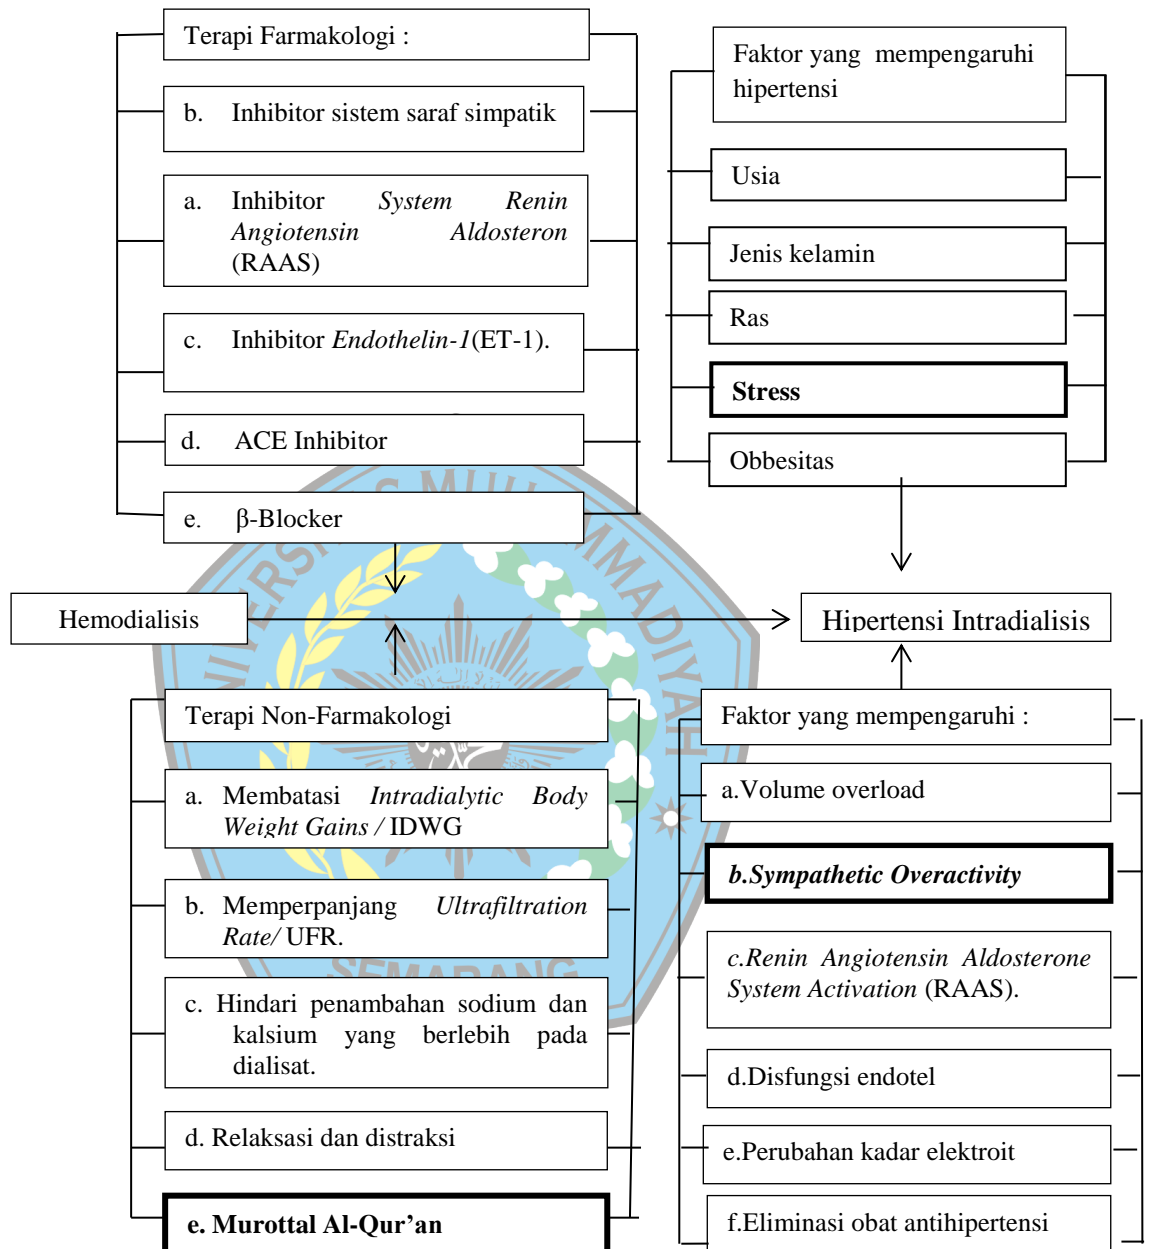 Terapi Farmakologi :
b. Inhibitor sistem saraf simpatik
a. Inhibitor System Renin
Angiotensin Aldosteron
(RAAS)
c. Inhibitor Endothelin-1(ET-1).
d. ACE Inhibitor
e. β-Blocker
Faktor yang mempengaruhi
hipertensi
Usia
Jenis kelamin
Ras
Stress
Obbesitas
Hemodialisis
Hipertensi Intradialisis
Terapi Non-Farmakologi
a. Membatasi Intradialytic Body
Weight Gains / IDWG
b. Memperpanjang Ultrafiltration
Rate/ UFR.
c. Hindari penambahan sodium dan
kalsium yang berlebih pada
dialisat.
d. Relaksasi dan distraksi
e. Murottal Al-Qur’an
Faktor yang mempengaruhi :
a.Volume overload
b.Sympathetic Overactivity
c.Renin Angiotensin Aldosterone
System Activation (RAAS).
d.Disfungsi endotel
e.Perubahan kadar elektroit
f.Eliminasi obat antihipertensi
SEMARANG